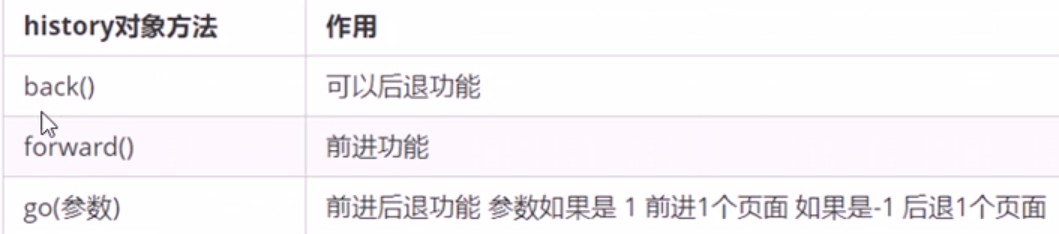 history对象方法 作用
back() 可以后退功能
forward() 前进功能
go(参数) 前进后退功能 参数如果是 1 前进1个页面 如果是-1 后退1个页面